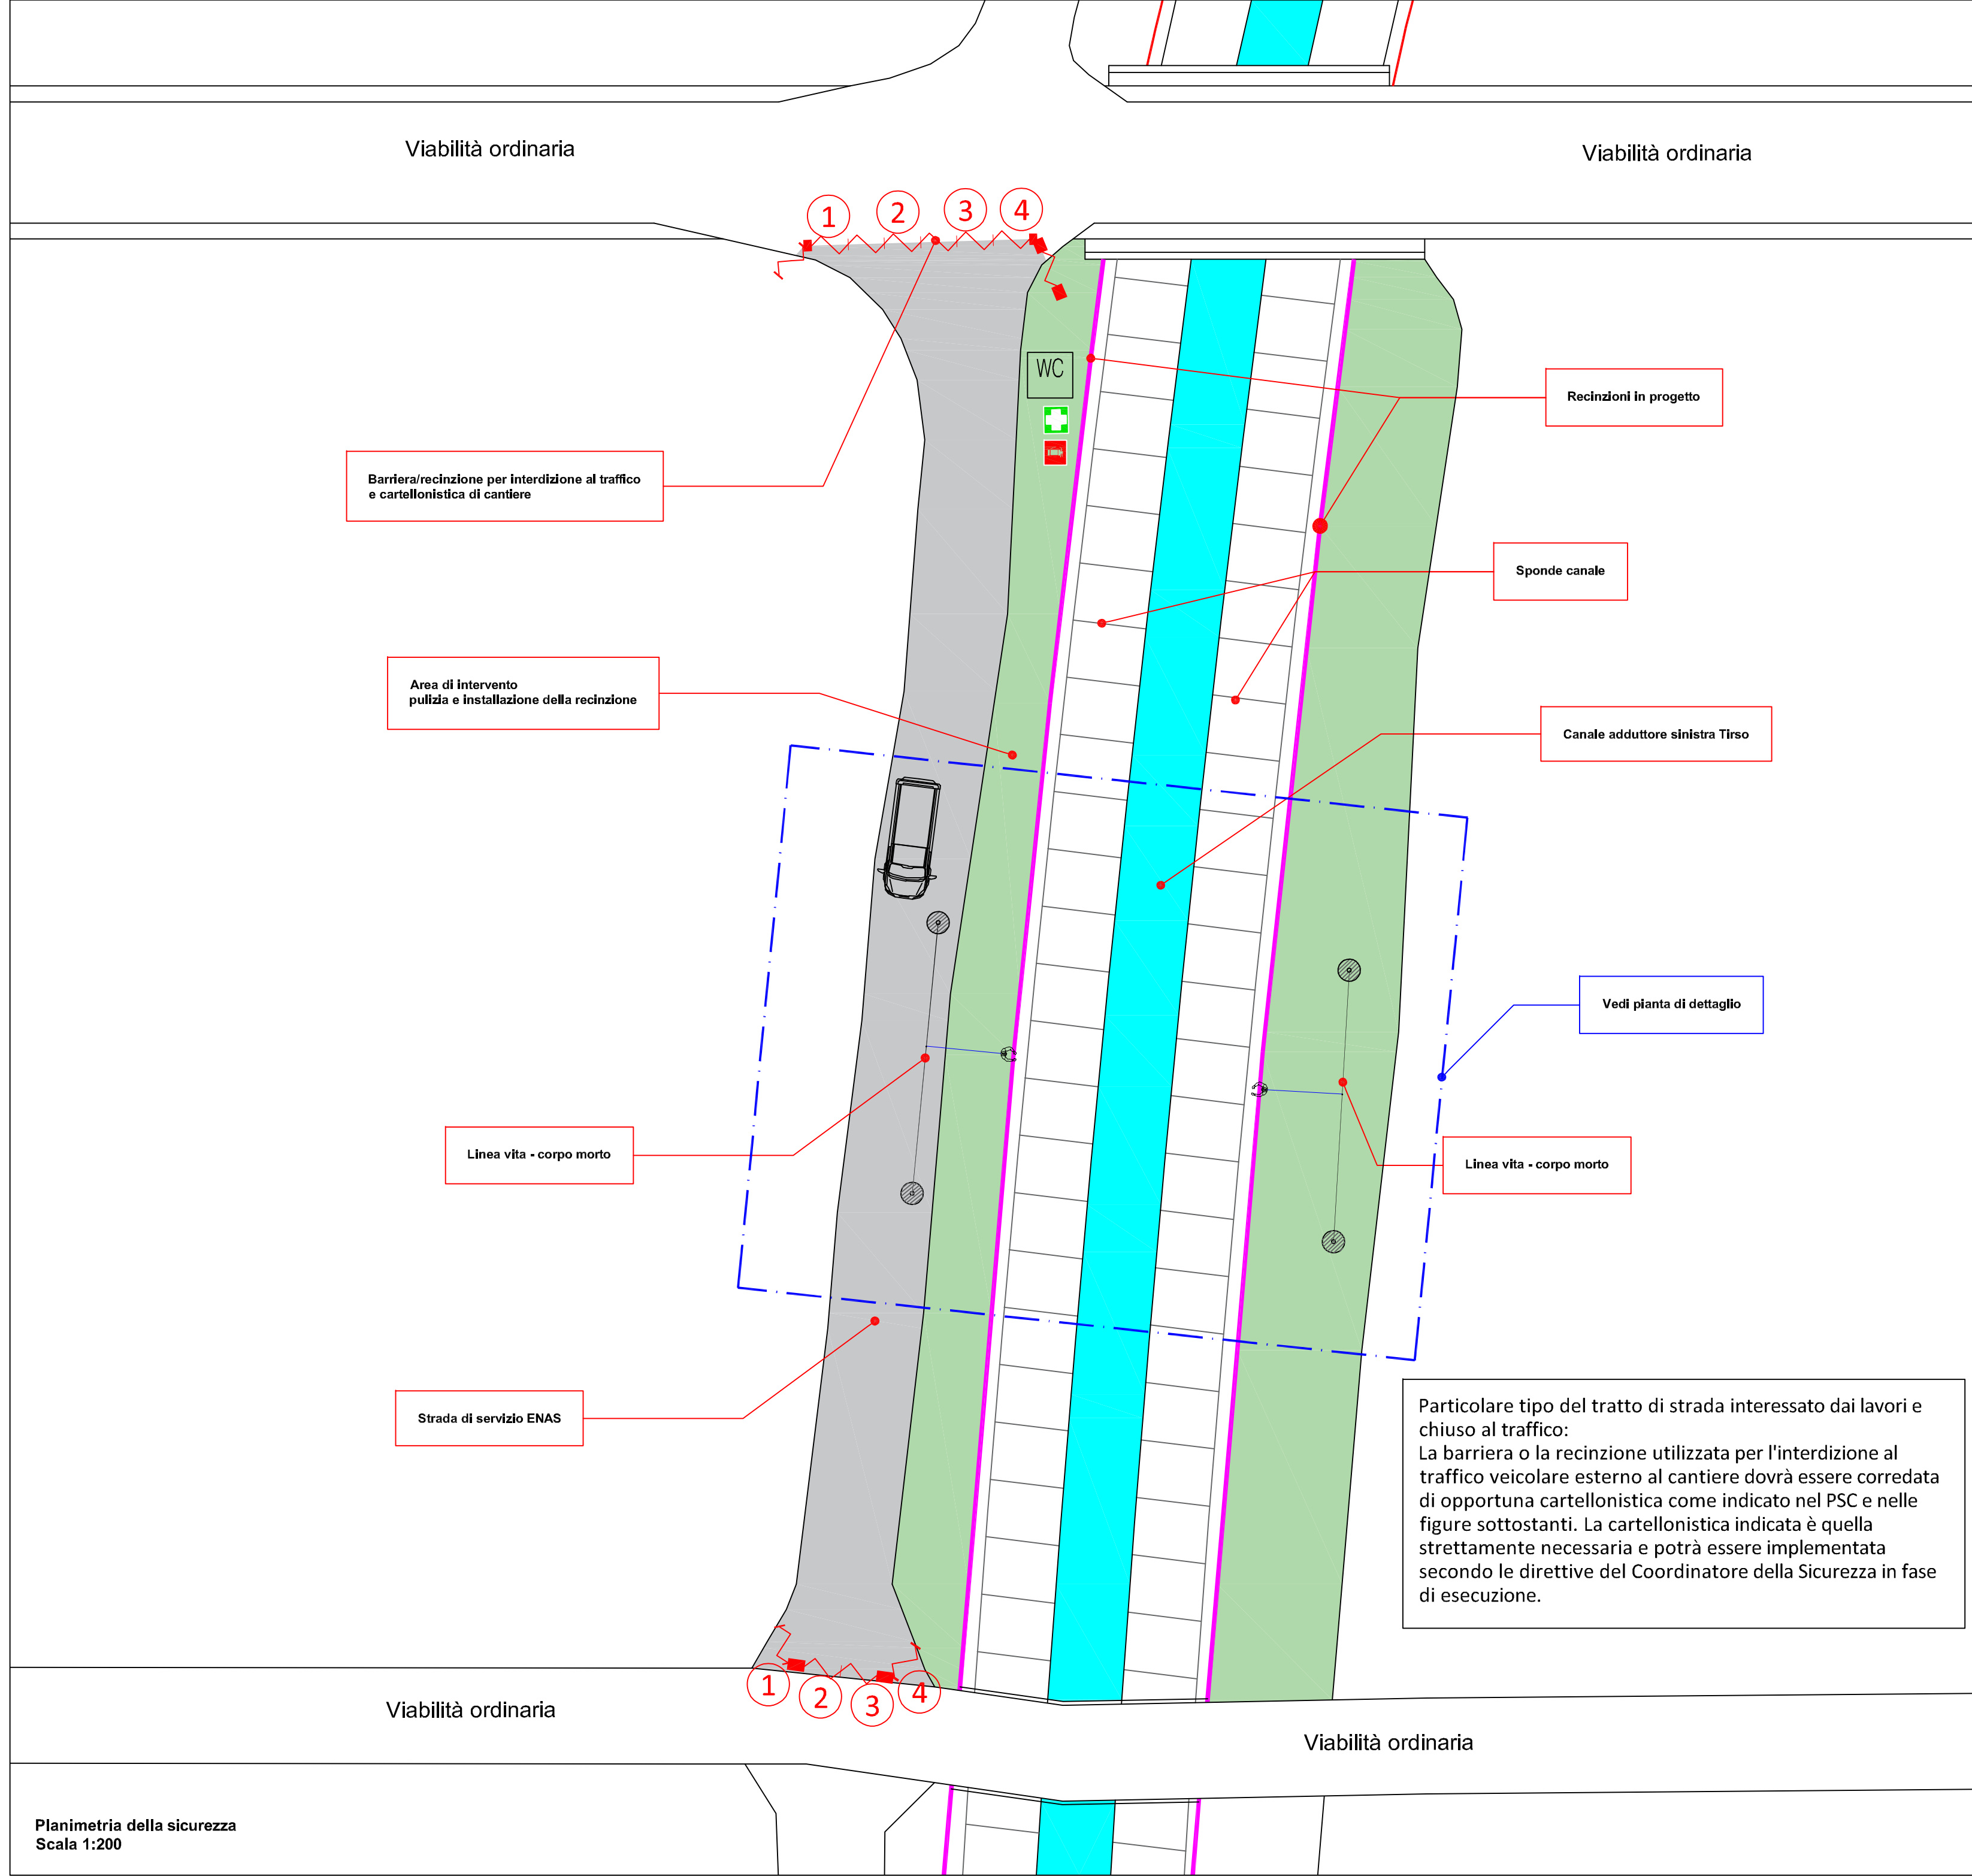 Viabilità ordinaria
Viabilità ordinaria
1
2
3
4
WC
Recinzioni in progetto
Barriera/recinzione per interdizione al traffico
e cartellonistica di cantiere
Sponde canale
Area di intervento
pulizia e installazione della recinzione
Canale adduttore sinistra Tirso
Vedi pianta di dettaglio
Linea vita - corpo morto
Linea vita - corpo morto
Strada di servizio ENAS
Particolare tipo del tratto di strada interessato dai lavori e
chiuso al traffico:
La barriera o la recinzione utilizzata per l'interdizione al
traffico veicolare esterno al cantiere dovrà essere corredata
di opportuna cartellonistica come indicato nel PSC e nelle
figure sottostanti. La cartellonistica indicata è quella
strettamente necessaria e potrà essere implementata
secondo le direttive del Coordinatore della Sicurezza in fase
di esecuzione.
1
2
3
4
Viabilità ordinaria
Viabilità ordinaria
Planimetria della sicurezza
Scala 1:200